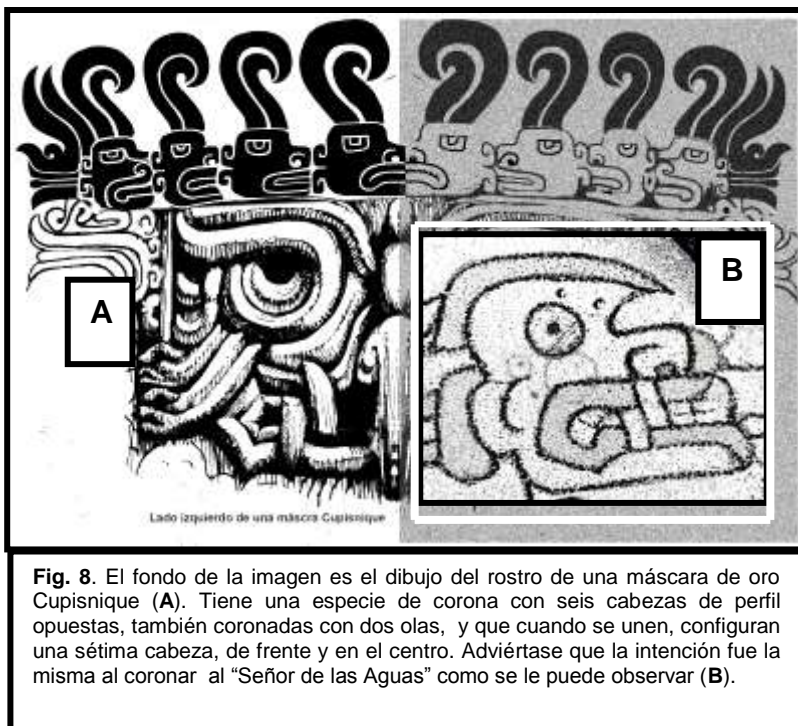 A
B
Lado izquierdo de una máscra Cupisnique
Fig. 8. El fondo de la imagen es el dibujo del rostro de una máscara de oro
Cupisnique (A). Tiene una especie de corona con seis cabezas de perfil
opuestas, también coronadas con dos olas, y que cuando se unen, configuran
una sétima cabeza, de frente y en el centro. Adviértase que la intención fue la
misma al coronar al “Señor de las Aguas” como se le puede observar (B).